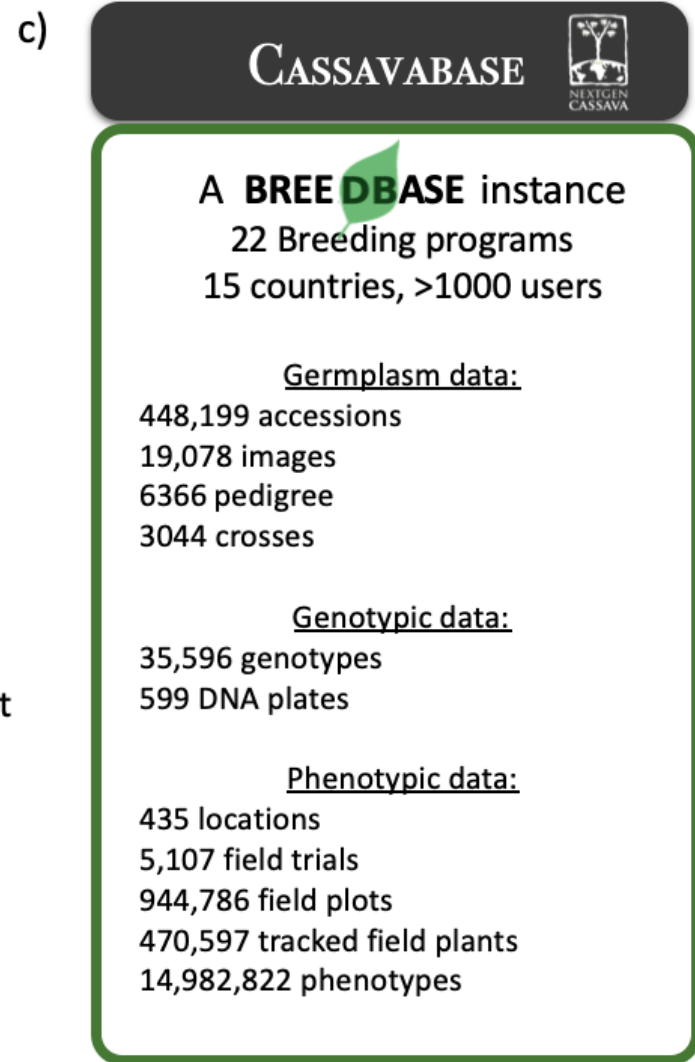 c)
CASSAVABASE
NEXTGEN
CASSAVA
A BREEDBASE instance
22 Breeding programs
15 countries, >1000 users
Germplasm data:
448,199 accessions
19,078 images
6366 pedigree
3044 crosses
Genotypic data:
35,596 genotypes
599 DNA plates
t
Phenotypic data:
435 locations
5,107 field trials
944,786 field plots
470,597 tracked field plants
14,982,822 phenotypes